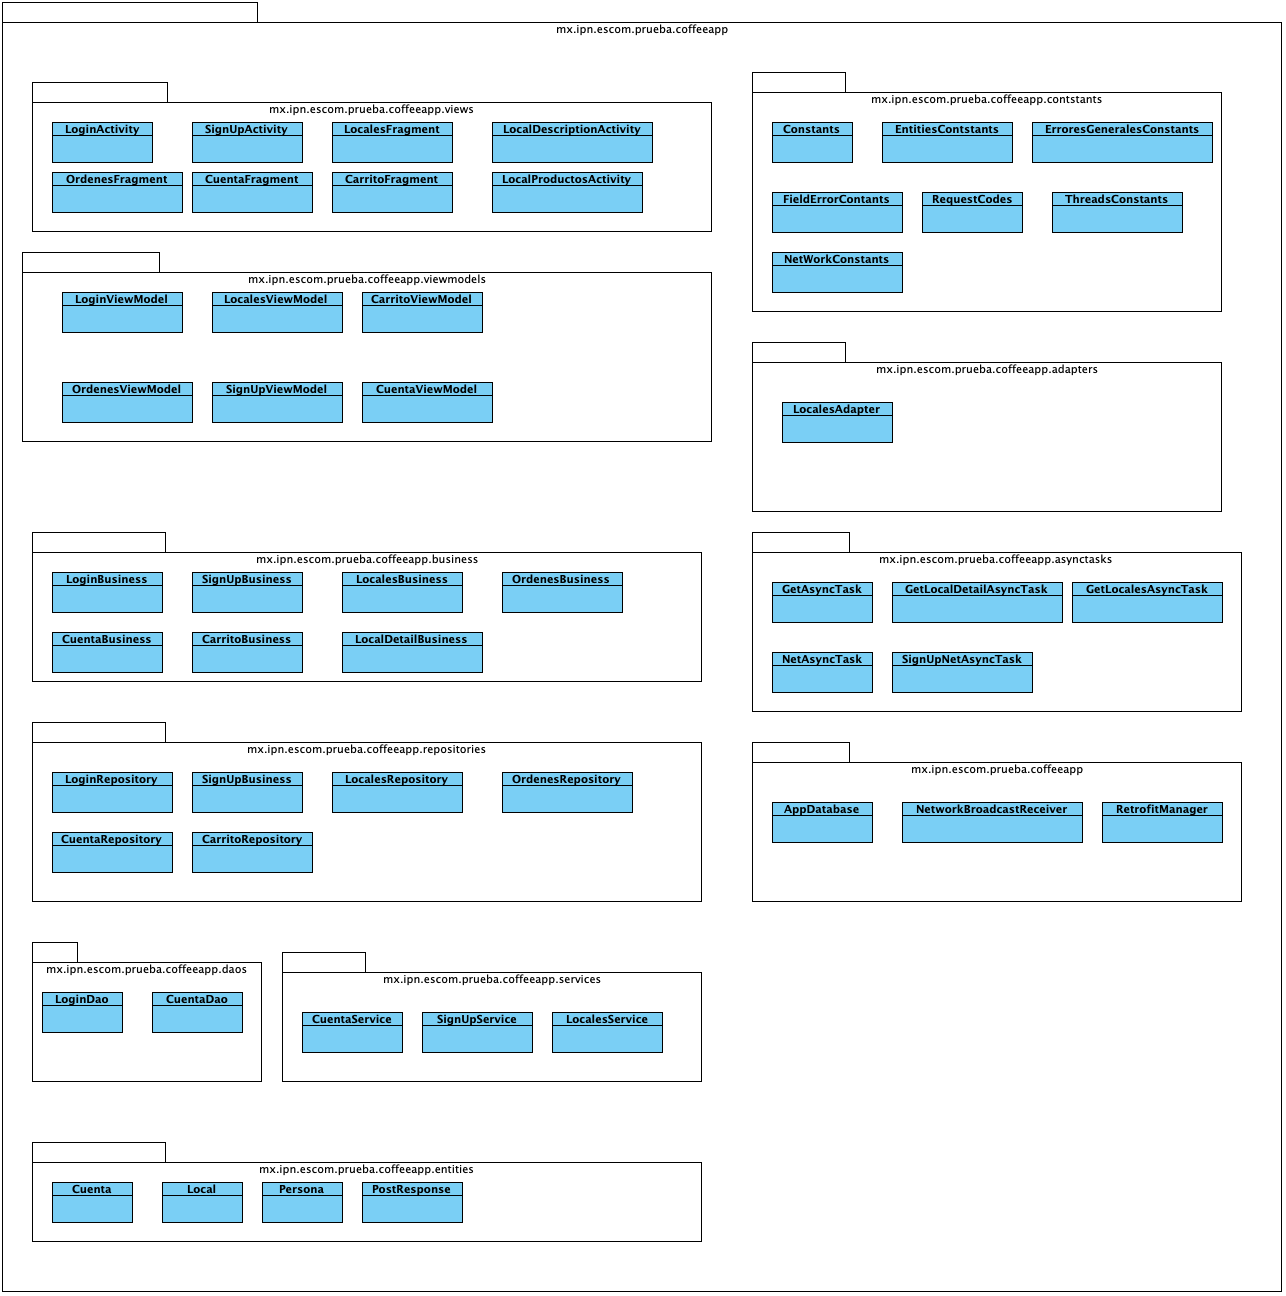 mx.ipn.escom.prueba.coffeeapp
mx.ipn.escom.prueba.coffeeapp.views
LoginActivity SignUpActivity LocalesFragment LocalDescriptionActivity
OrdenesFragment CuentaFragment CarritoFragment LocalProductosActivity
mx.ipn.escom.prueba.coffeeapp.contstants
Constants EntitiesContstants ErroresGeneralesConstants
FieldErrorContants RequestCodes ThreadsConstants
NetWorkConstants
mx.ipn.escom.prueba.coffeeapp.viewmodels
LoginViewModel LocalesViewModel CarritoViewModel
OrdenesViewModel SignUpViewModel CuentaViewModel
mx.ipn.escom.prueba.coffeeapp.adapters
LocalesAdapter
mx.ipn.escom.prueba.coffeeapp.business
LoginBusiness SignUpBusiness LocalesBusiness OrdenesBusiness
CuentaBusiness CarritoBusiness LocalDetailBusiness
mx.ipn.escom.prueba.coffeeapp.asynctasks
GetAsyncTask GetLocalDetailAsyncTask GetLocalesAsyncTask
NetAsyncTask SignUpNetAsyncTask
mx.ipn.escom.prueba.coffeeapp.repositories
LoginRepository SignUpBusiness LocalesRepository OrdenesRepository
CuentaRepository CarritoRepository
mx.ipn.escom.prueba.coffeeapp
AppDatabase NetworkBroadcastReceiver RetrofitManager
mx.ipn.escom.prueba.coffeeapp.daos
LoginDao CuentaDao
mx.ipn.escom.prueba.coffeeapp.services
CuentaService SignUpService LocalesService
mx.ipn.escom.prueba.coffeeapp.entities
Cuenta Local Persona PostResponse